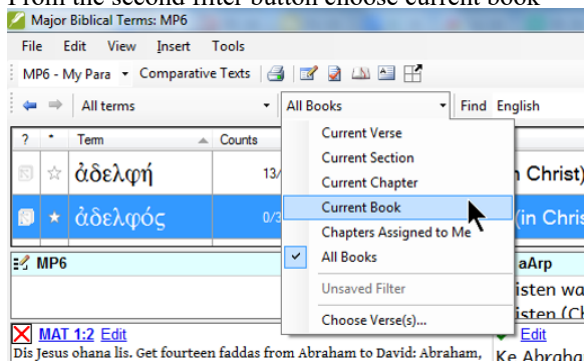 From the second filter button choose current book
Major Biblical Terms: MP6
File Edit View Insert Tools
MP6 - My Para Comparative Texts
All terms All Books Find English
? * Term Counts
Current Verse
Current Section
Current Chapter
Current Book
Chapters Assigned to Me
All Books
Unsaved Filter
Choose Verse(s)...
ἀδελφή 13/ n Christ)
ἀδελφός 0/3 (in Chris
MP6 aArp
isten wa
isten (Ch
MAT 1:2 Edit Edit
Dis Jesus ohana lis. Get fourteen faddas from Abraham to David: Abraham, Ke Abraha